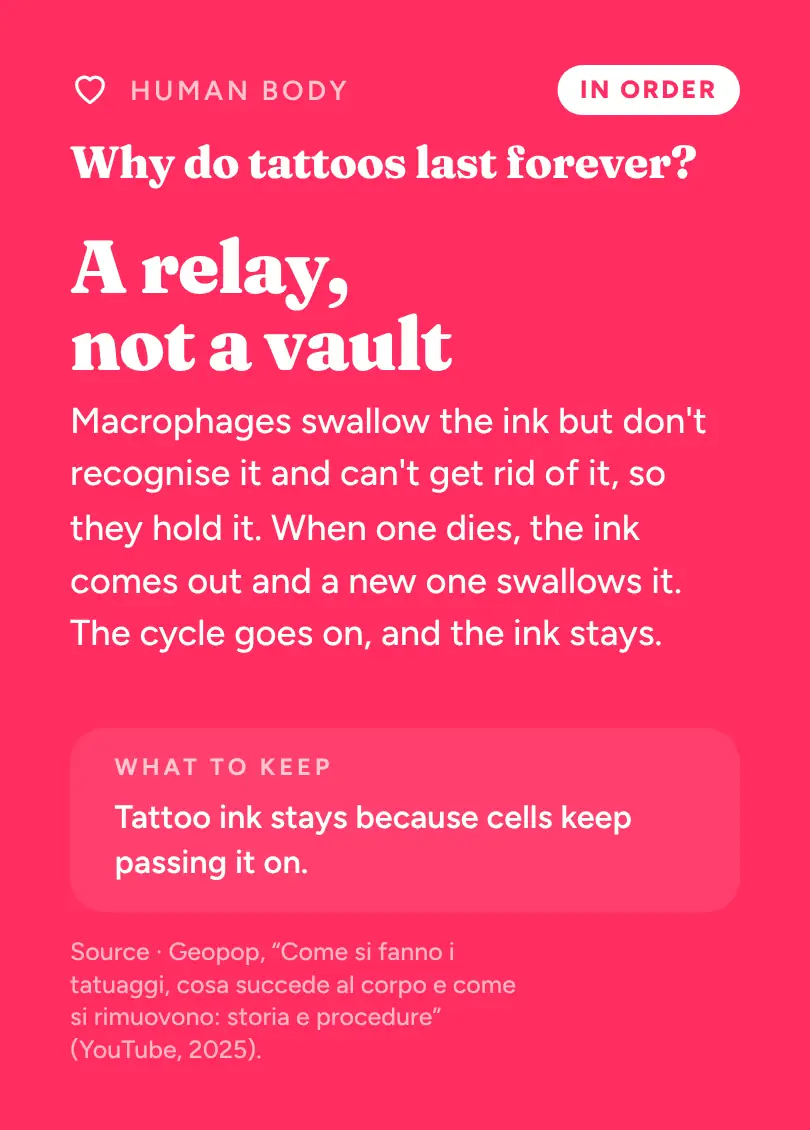 HUMAN BODY
IN ORDER
Why do tattoos last forever?
A relay,
not a vault
Macrophages swallow the ink but don't
recognise it and can't get rid of it, so
they hold it. When one dies, the ink
comes out and a new one swallows it.
The cycle goes on, and the ink stays.
WHAT TO KEEP
Tattoo ink stays because cells keep
passing it on.
Source · Geopop, “Come si fanno i
tatuaggi, cosa succede al corpo e come
si rimuovono: storia e procedure”
(YouTube, 2025).